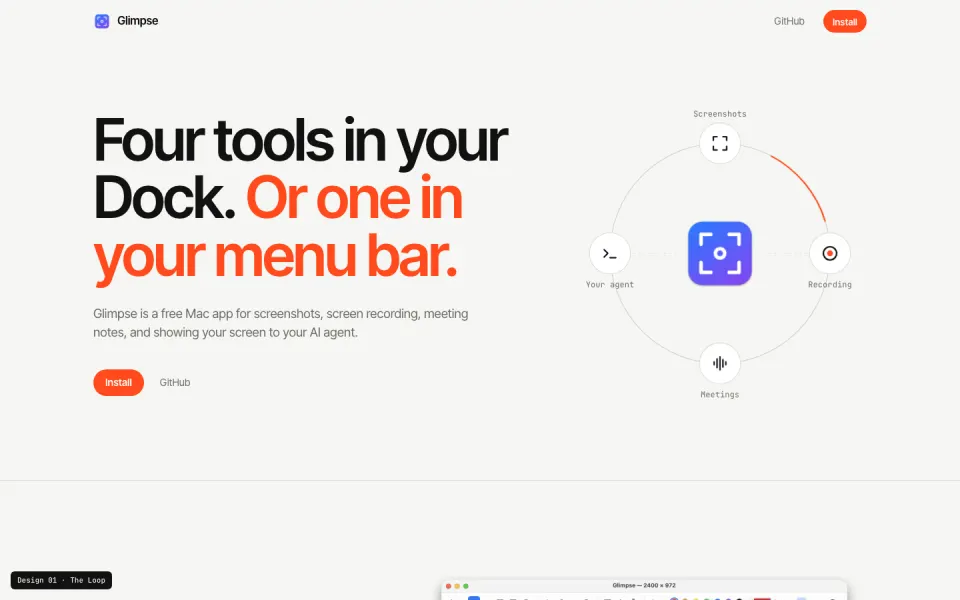 Glimpse
GitHub
Install
Four tools in your
Dock. Or one in
your menu bar.
Glimpse is a free Mac app for screenshots, screen recording, meeting
notes, and showing your screen to your AI agent.
Install
GitHub
Screenshots
Your agent
Recording
Meetings
Design 01 · The Loop
Glimpse — 2400 × 972